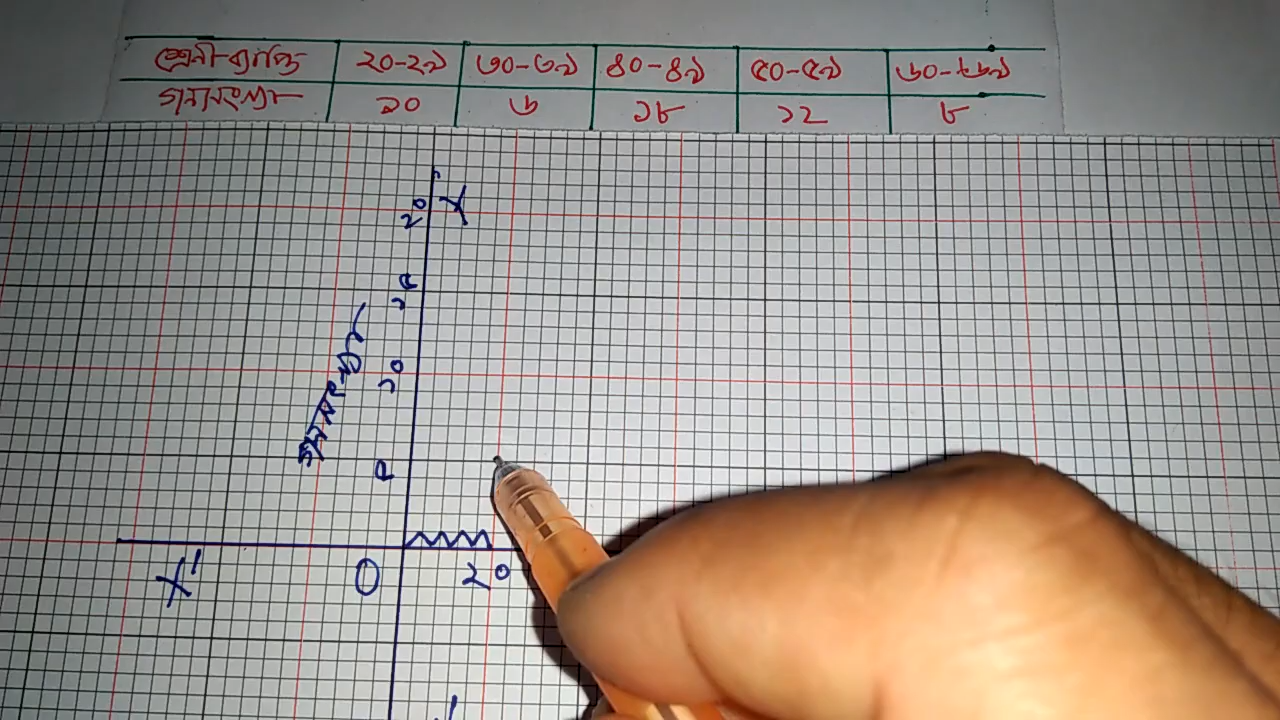 শ্রেণী-ব্যাপ্তি ২০-২৯ ৩০-৩৯ ৪০-৪৯ ৫০-৫৯ ৬০-৬৯
গণসংখ্যা ১০ ৬ ১৮ ১২ ৮
Y
২০
১৫
গণসংখ্যা
১০
৫
X'
O
২০